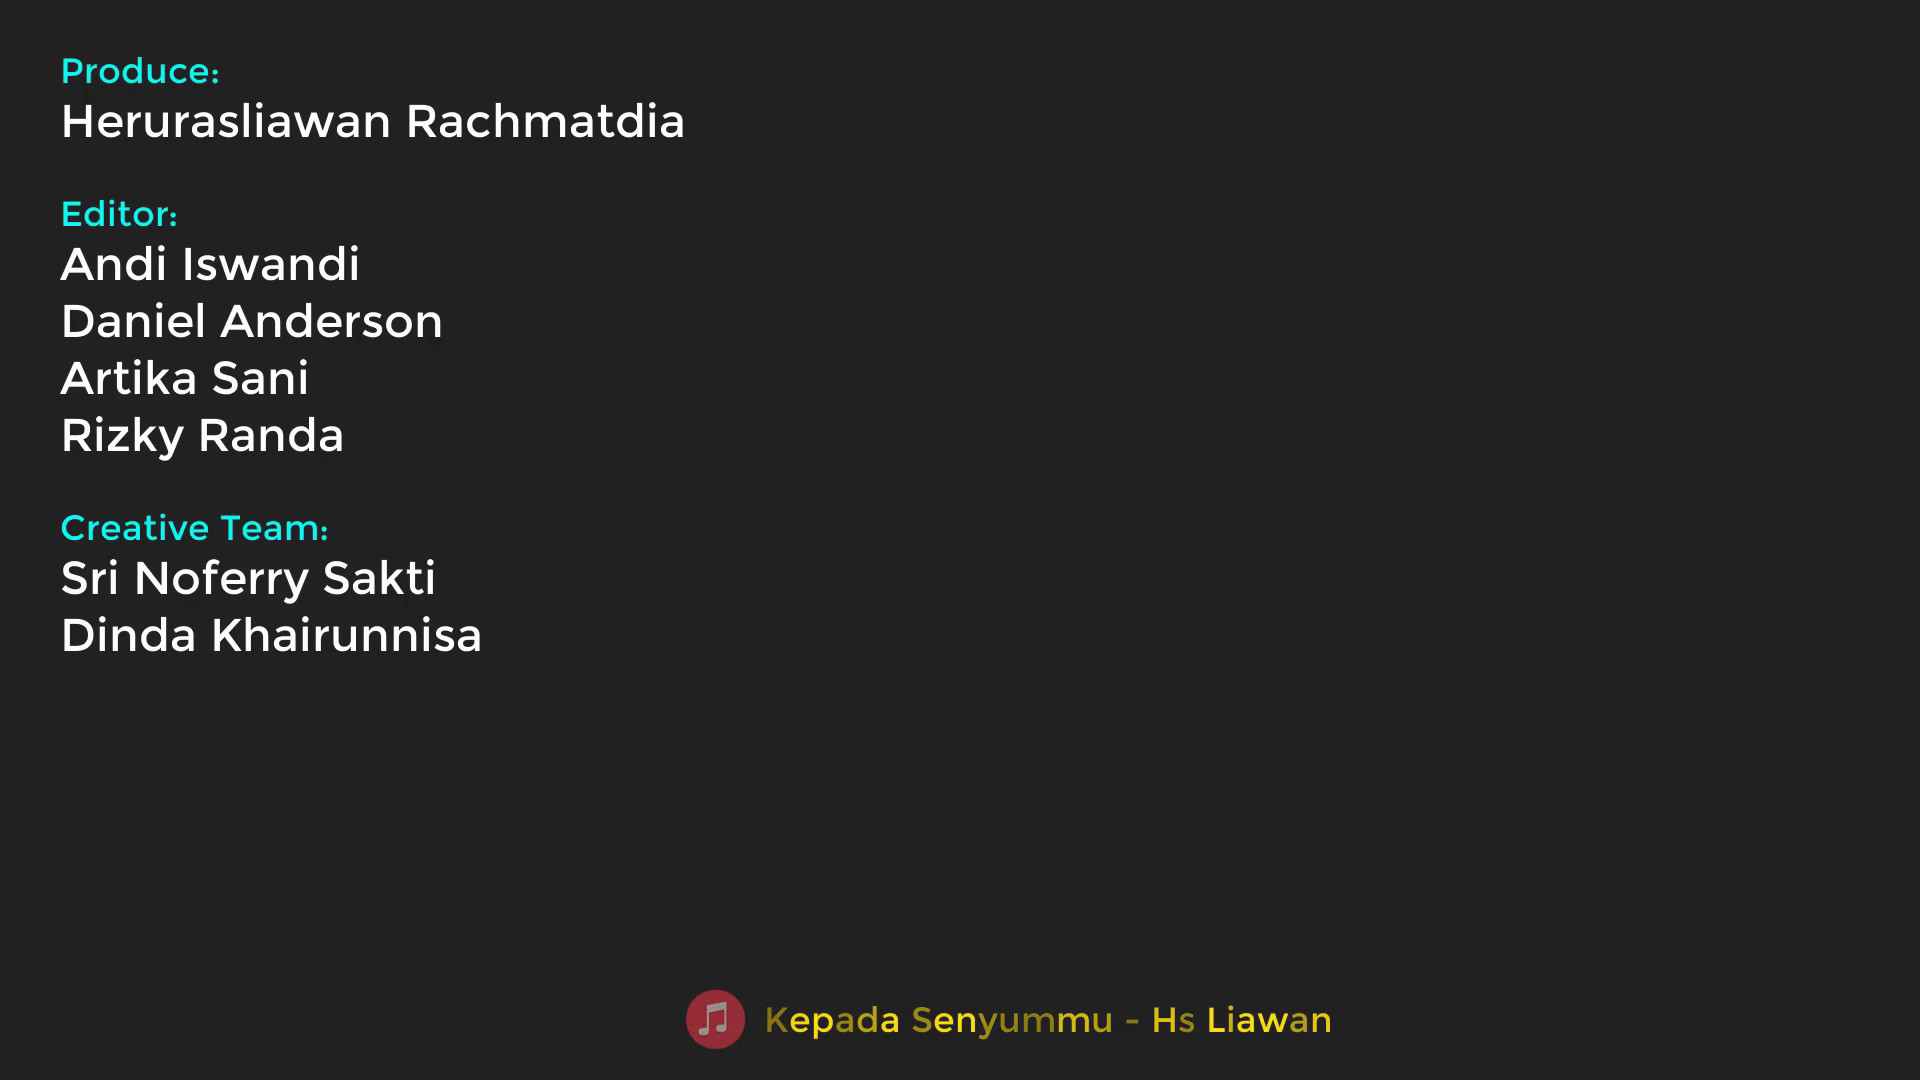 Produce:
Herurasliawan Rachmatdia
Editor:
Andi Iswandi
Daniel Anderson
Artika Sani
Rizky Randa
Creative Team:
Sri Noferry Sakti
Dinda Khairunnisa
Kepada Senyummu - Hs Liawan